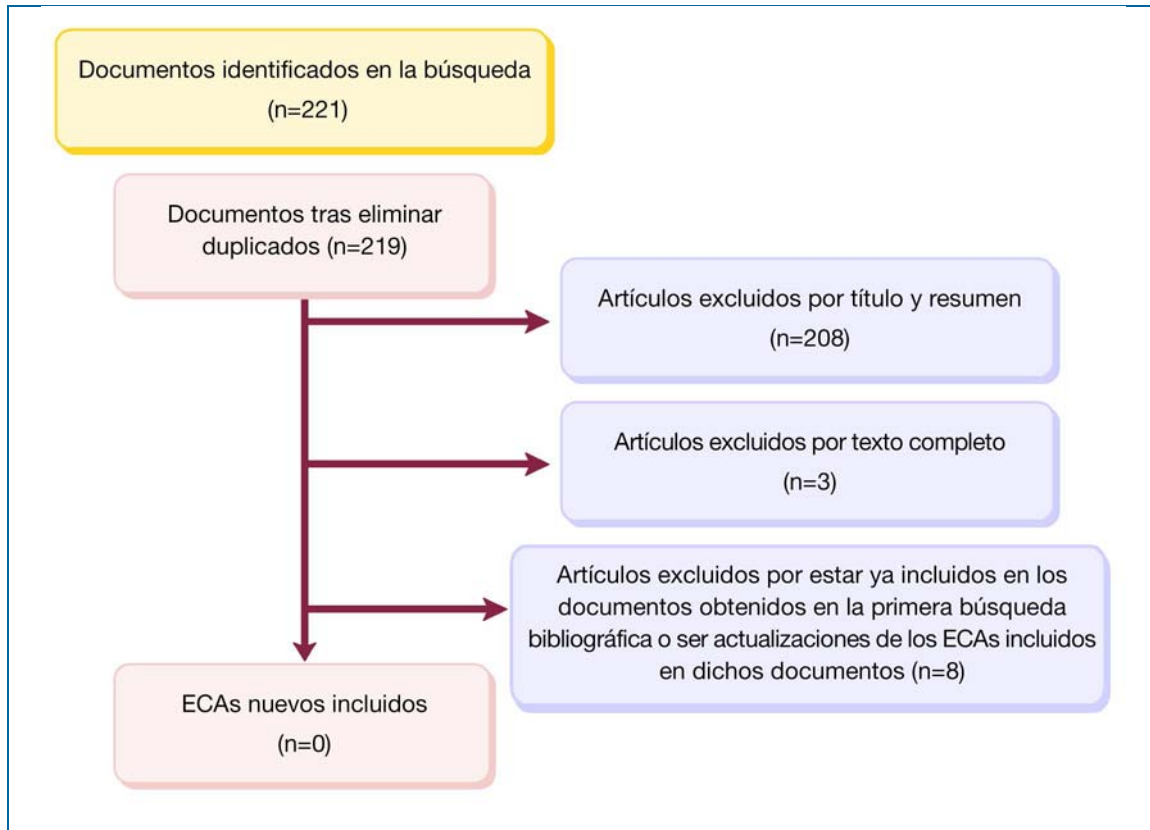 Documentos identificados en la búsqueda
(n=221)
Documentos tras eliminar
duplicados (n=219)
Artículos excluidos por título y resumen
(n=208)
Artículos excluidos por texto completo
(n=3)
Artículos excluidos por estar ya incluidos en los
documentos obtenidos en la primera búsqueda
bibliográfica o ser actualizaciones de los ECAs incluidos
en dichos documentos (n=8)
ECAs nuevos incluidos
(n=0)